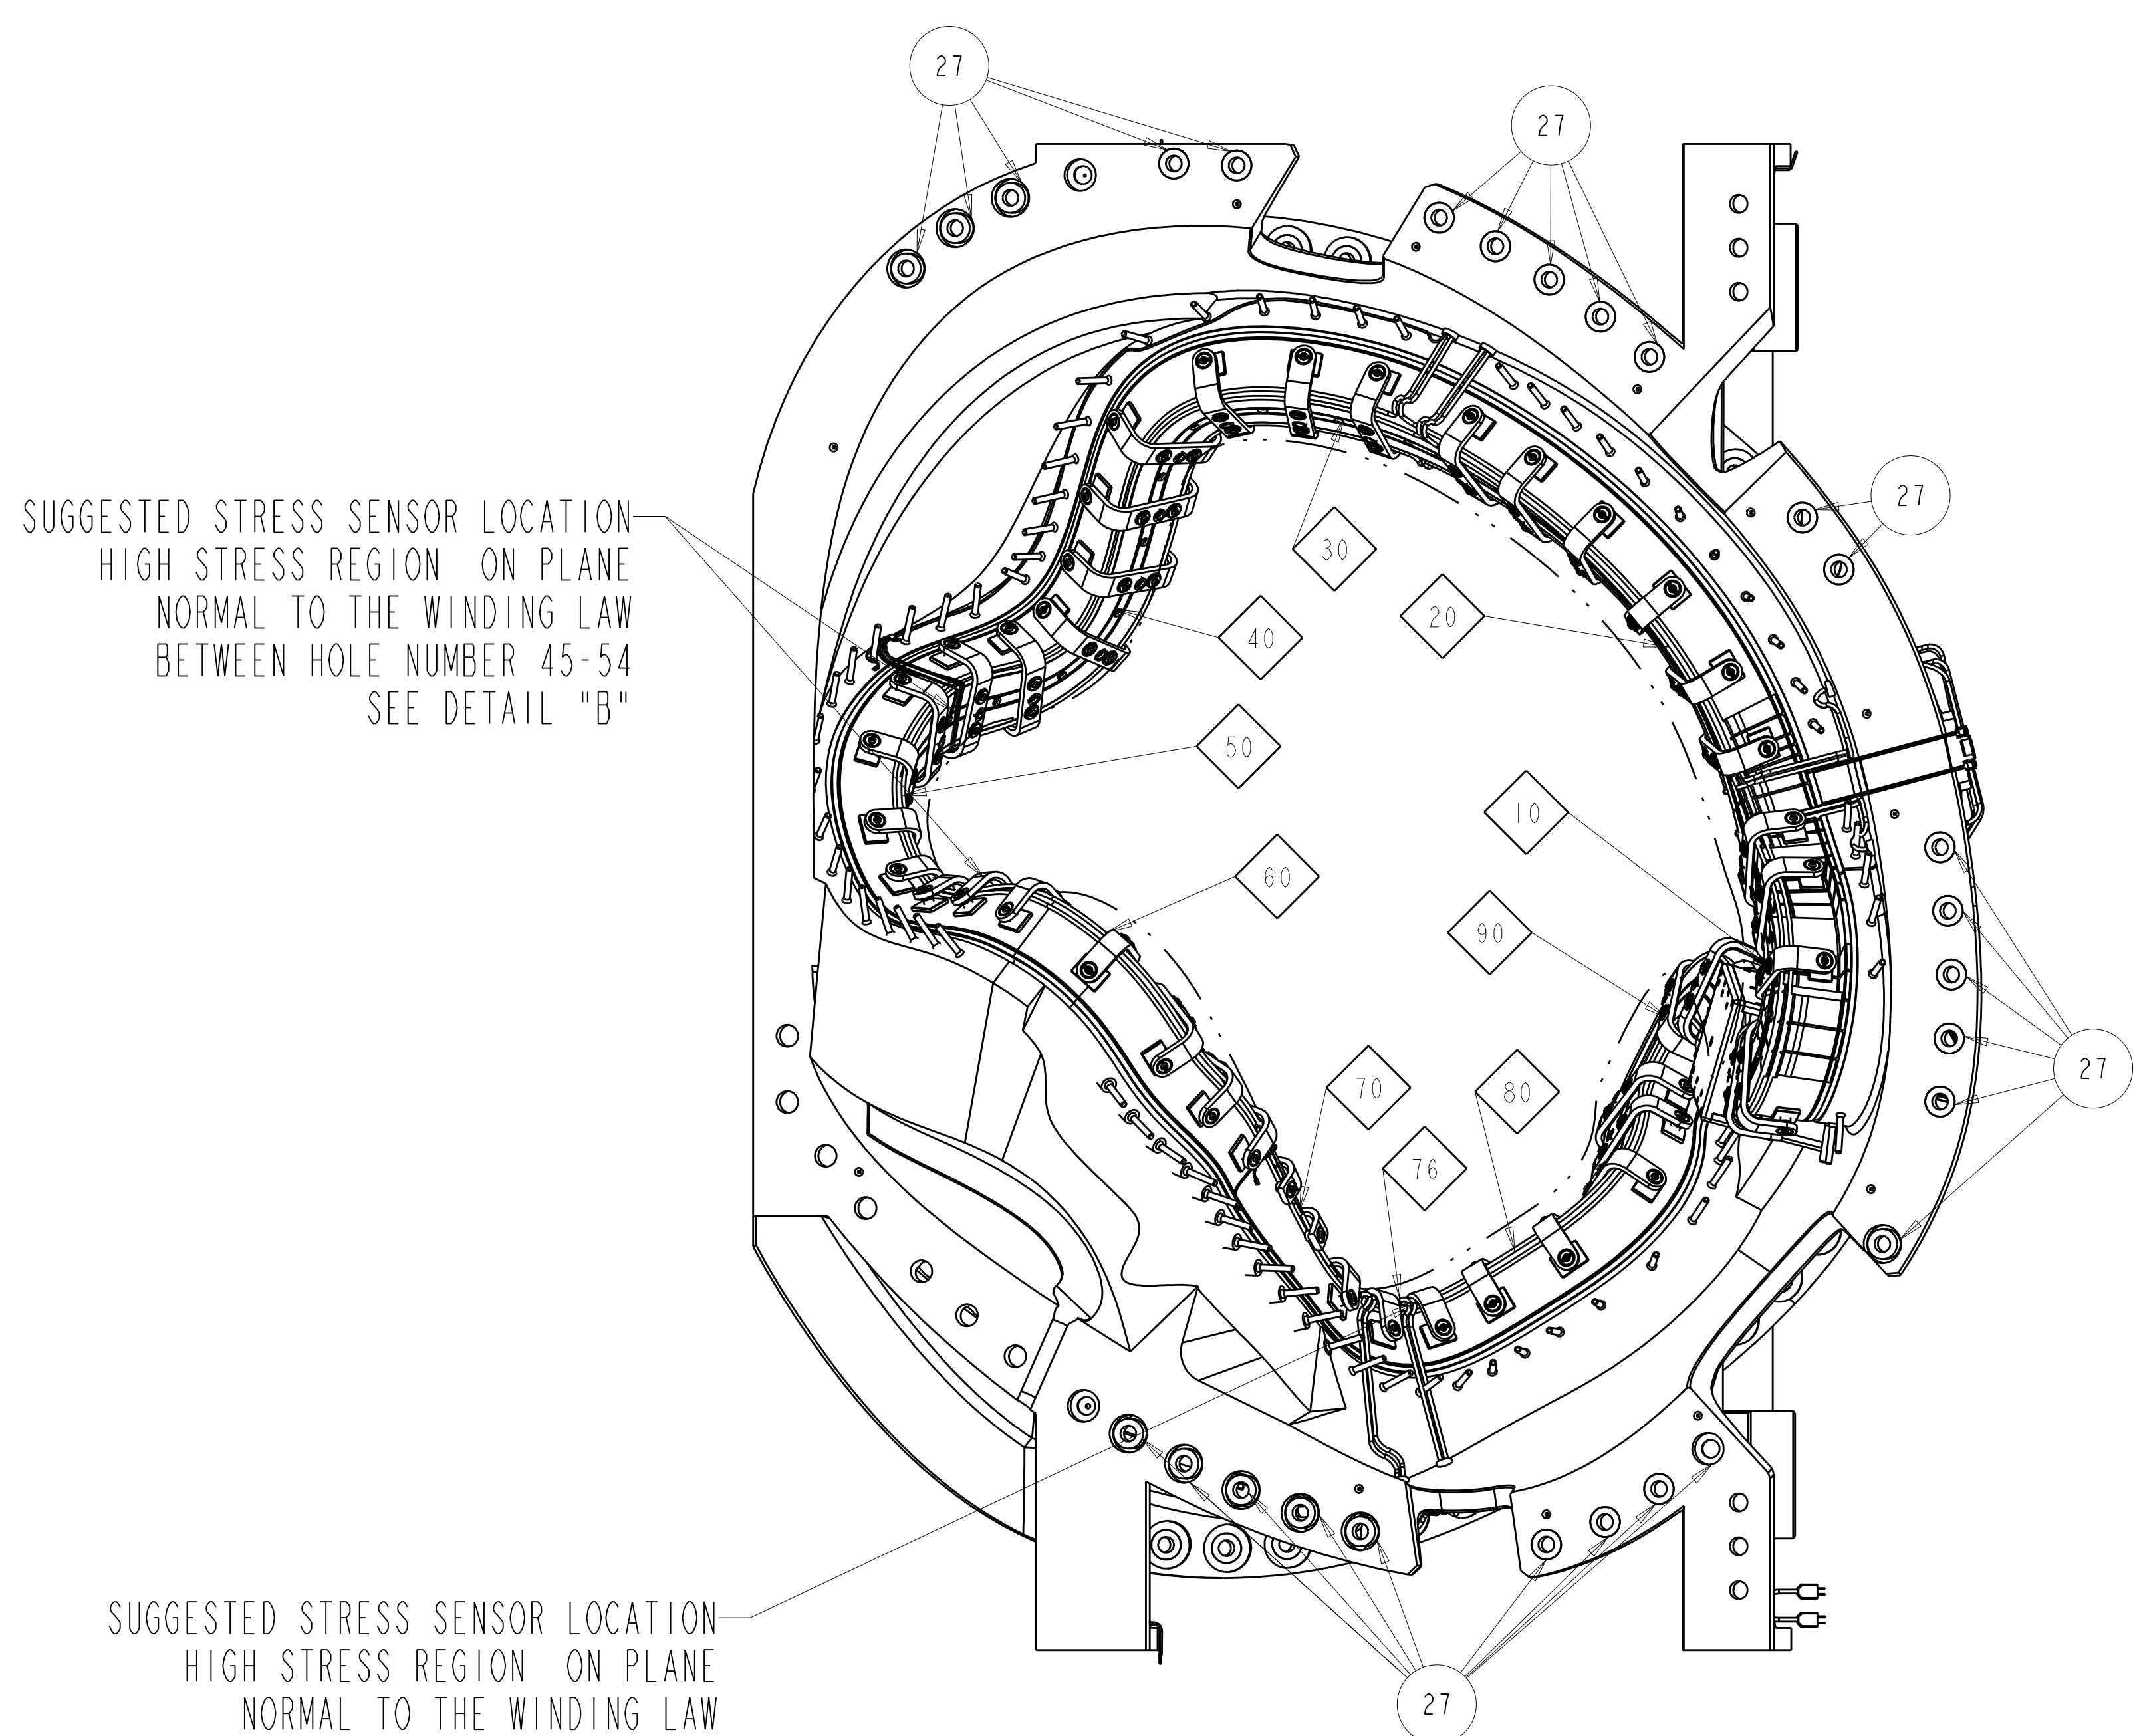 27
27
27
SUGGESTED STRESS SENSOR LOCATION
HIGH STRESS REGION ON PLANE
NORMAL TO THE WINDING LAW
BETWEEN HOLE NUMBER 45-54
SEE DETAIL "B"
30
20
40
50
10
60
90
27
70
80
76
SUGGESTED STRESS SENSOR LOCATION
HIGH STRESS REGION ON PLANE
NORMAL TO THE WINDING LAW
27